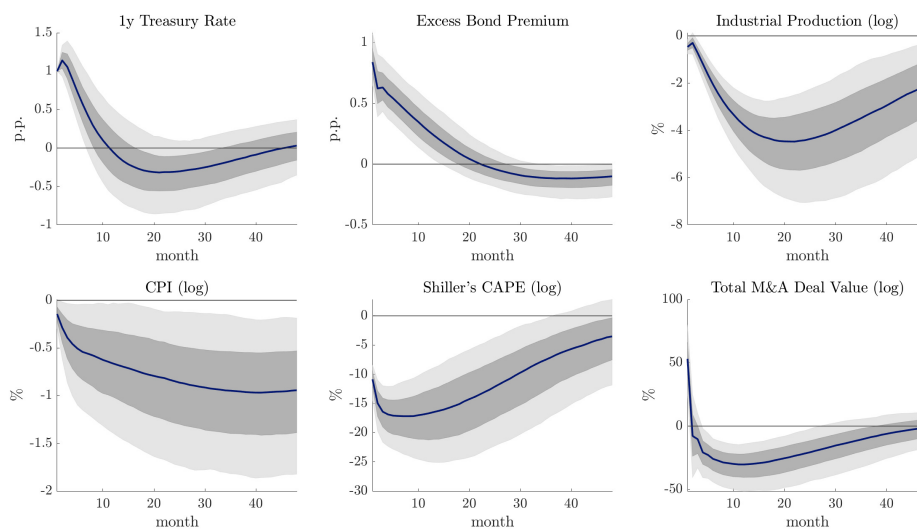 1y Treasury Rate
1.5
1
0.5
0
-0.5
-1
p.p.
10 20 30 40
month
Excess Bond Premium
1
0.5
0
-0.5
p.p.
10 20 30 40
month
Industrial Production (log)
0
-2
-4
-6
-8
%
10 20 30 40
month
CPI (log)
0
-0.5
-1
-1.5
-2
%
10 20 30 40
month
Shiller's CAPE (log)
0
-5
-10
-15
-20
-25
-30
%
10 20 30 40
month
Total M&A Deal Value (log)
100
50
0
-50
%
10 20 30 40
month